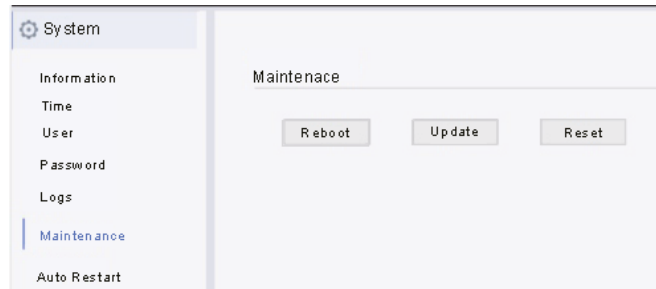 System
Information
Time
User
Password
Logs
Maintenance
Auto Restart
Maintenace
Reboot Update Reset